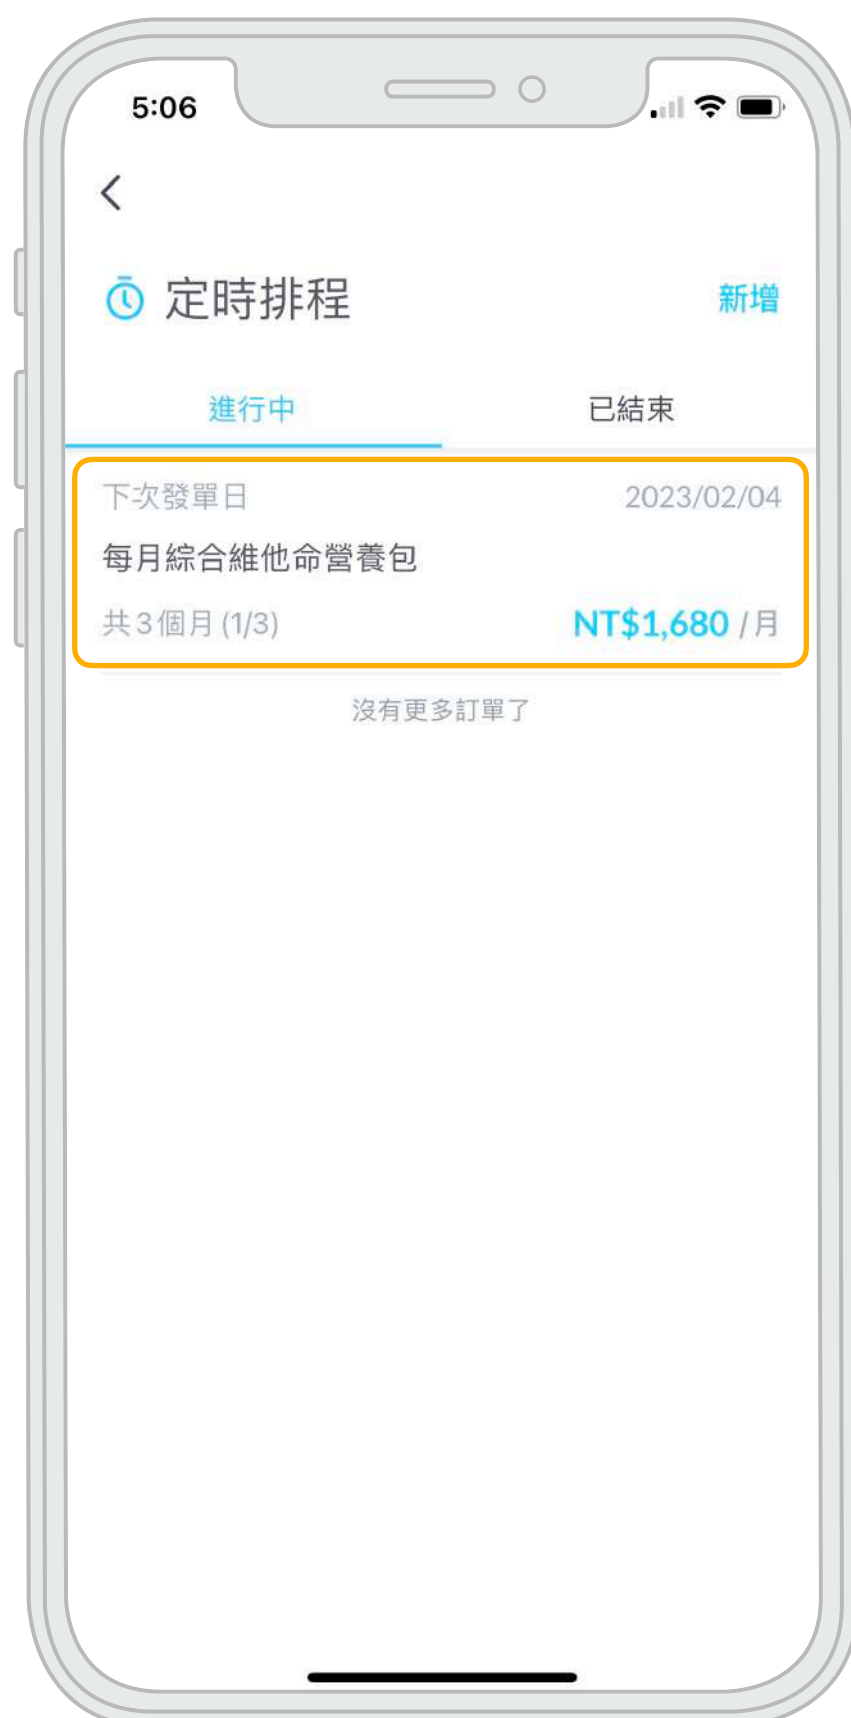 5:06
定時排程
新增
進行中 已結束
下次發單日 2023/02/04
每月綜合維他命營養包
共3個月 (1/3) NT$1,680 /月
沒有更多訂單了